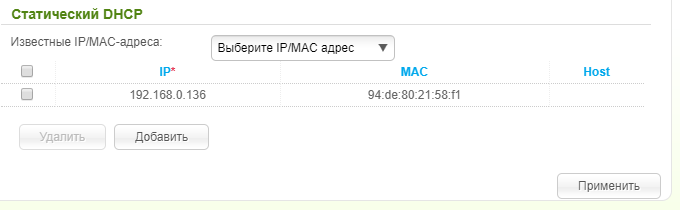 Статический DHCP
Известные IP/MAC-адреса: Выберите IP/MAC адрес
IP* MAC Host
192.168.0.136 94:de:80:21:58:f1
Удалить Добавить
Применить